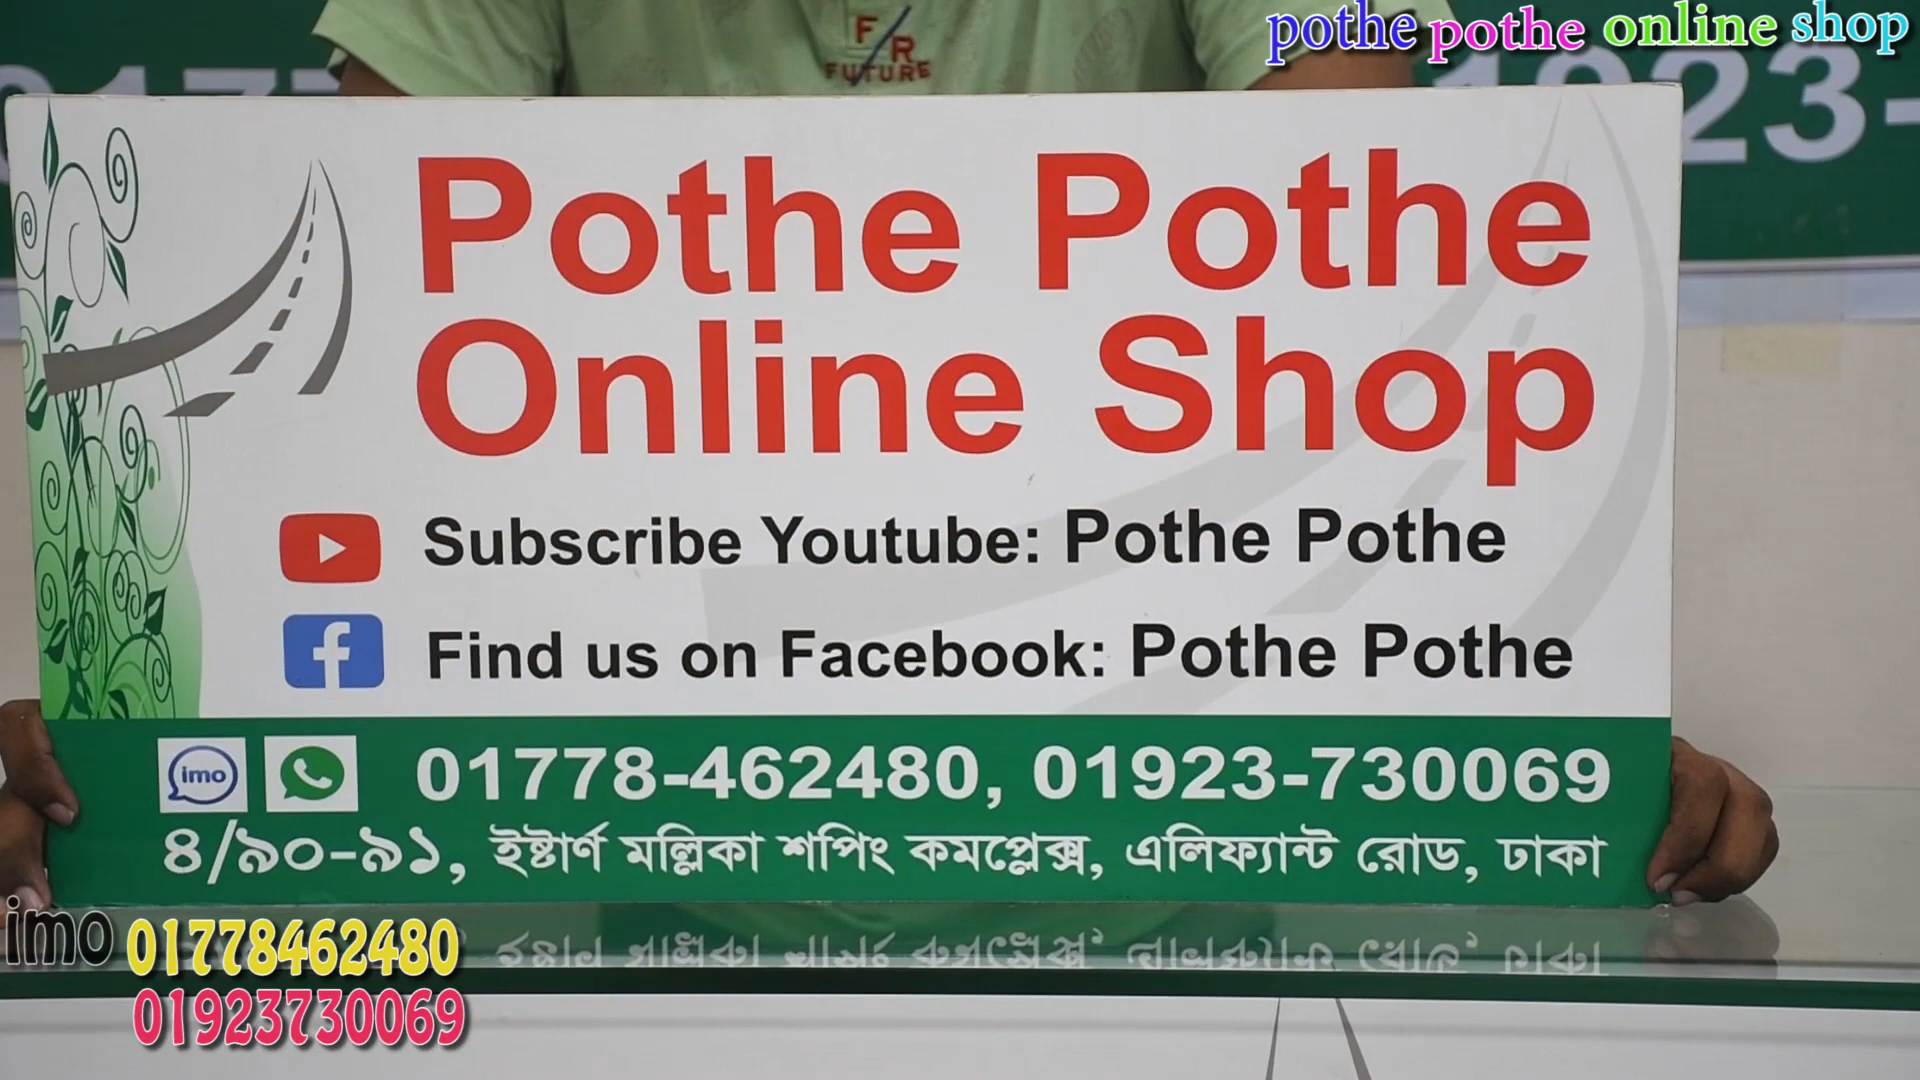 pothe pothe online shop
F/R
FUTURE
Pothe Pothe
Online Shop
Subscribe Youtube: Pothe Pothe
f Find us on Facebook: Pothe Pothe
imo 01778-462480, 01923-730069
৪/৯০-৯১, ইষ্টার্ণ মল্লিকা শপিং কমপ্লেক্স, এলিফ্যান্ট রোড, ঢাকা
imo 01778462480
01923730069